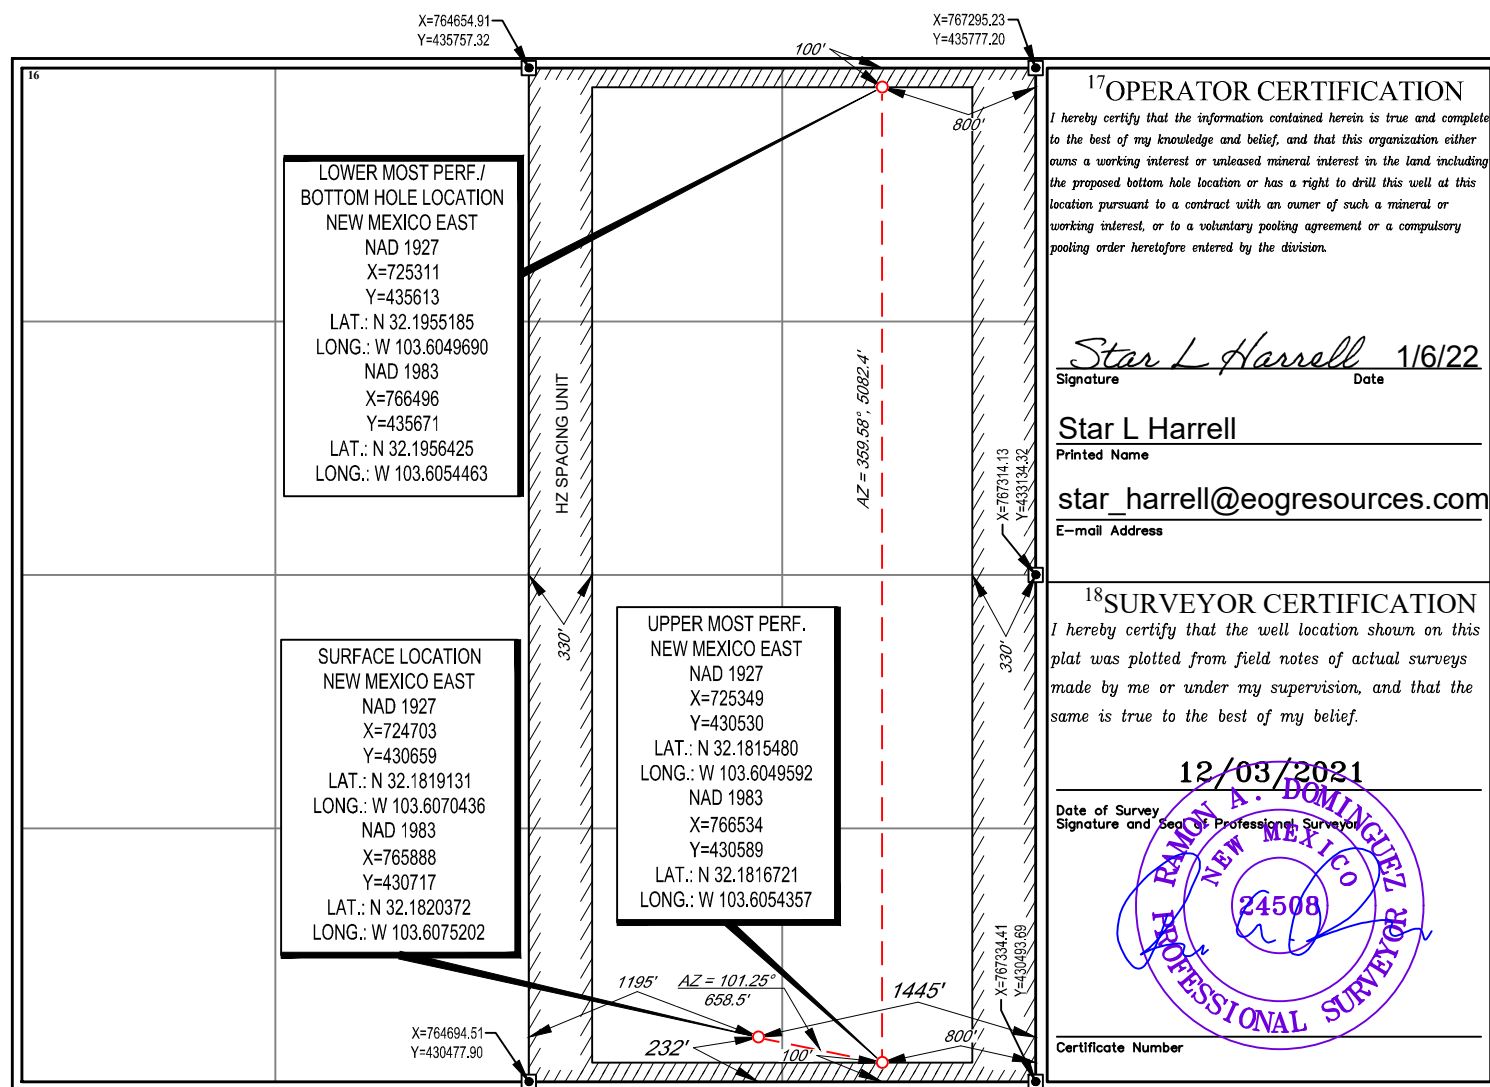 X=764654.91
Y=435757.32
X=767295.23
Y=435777.20
16
100'
800'
LOWER MOST PERF./
BOTTOM HOLE LOCATION
NEW MEXICO EAST
NAD 1927
X=725311
Y=435613
LAT.: N 32.1955185
LONG.: W 103.6049690
NAD 1983
X=766496
Y=435671
LAT.: N 32.1956425
LONG.: W 103.6054463
HZ SPACING UNIT
AZ = 359.58°, 5082.4'
X=767314.13
Y=433134.32
330'
330'
SURFACE LOCATION
NEW MEXICO EAST
NAD 1927
X=724703
Y=430659
LAT.: N 32.1819131
LONG.: W 103.6070436
NAD 1983
X=765888
Y=430717
LAT.: N 32.1820372
LONG.: W 103.6075202
UPPER MOST PERF.
NEW MEXICO EAST
NAD 1927
X=725349
Y=430530
LAT.: N 32.1815480
LONG.: W 103.6049592
NAD 1983
X=766534
Y=430589
LAT.: N 32.1816721
LONG.: W 103.6054357
X=767334.41
Y=430493.69
1195'
AZ = 101.25°
658.5'
1445'
232'
100'
800'
X=764694.51
Y=430477.90
17 OPERATOR CERTIFICATION
I hereby certify that the information contained herein is true and complete
to the best of my knowledge and belief, and that this organization either
owns a working interest or unleased mineral interest in the land including
the proposed bottom hole location or has a right to drill this well at this
location pursuant to a contract with an owner of such a mineral or
working interest, or to a voluntary pooling agreement or a compulsory
pooling order heretofore entered by the division.
Star L Harrell 1/6/22
Signature Date
Star L Harrell
Printed Name
star_harrell@eogresources.com
E-mail Address
18 SURVEYOR CERTIFICATION
I hereby certify that the well location shown on this
plat was plotted from field notes of actual surveys
made by me or under my supervision, and that the
same is true to the best of my belief.
12/03/2021
Date of Survey
Signature and Seal of Professional Surveyor
RAMON A. DOMINGUEZ
NEW MEXICO
24508
PROFESSIONAL SURVEYOR
Certificate Number